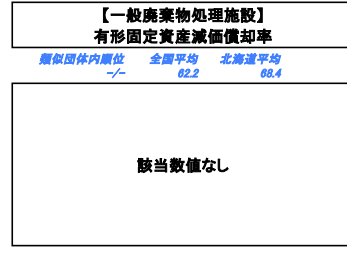 【一般廃棄物処理施設】
有形固定資産減価償却率
類似団体内順位 全国平均 北海道平均
-/- 62.2 68.4
該当数値なし